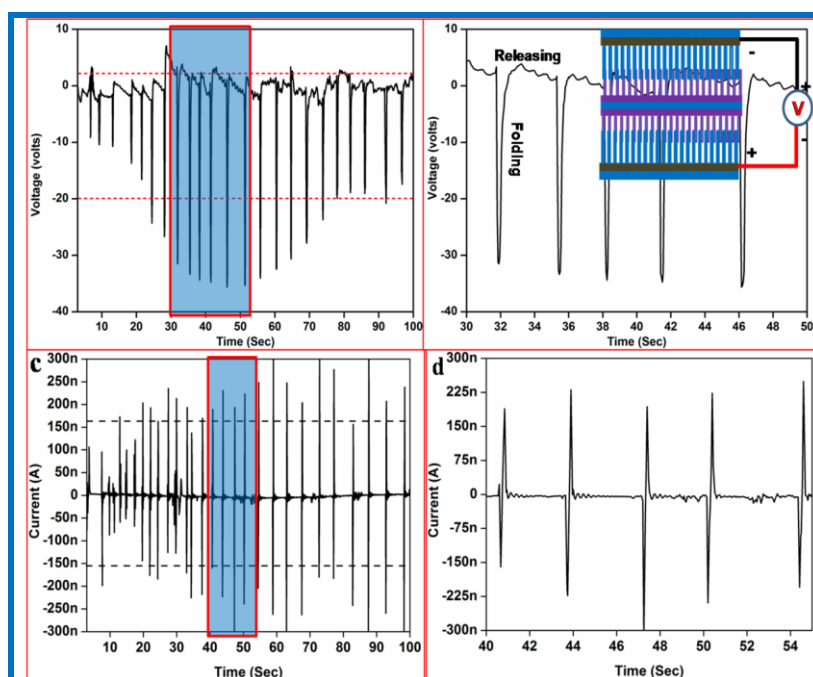 10
0
-10
-20
-30
-40
Voltage (volts)
10 20 30 40 50 60 70 80 90 100
Time (Sec)
10
0
-10
-20
-30
-40
Voltage (volts)
Releasing
Folding
-
+
V
+
-
30 32 34 36 38 40 42 44 46 48 50
Time (Sec)
c
300n
250n
200n
150n
100n
50n
0
-50n
-100n
-150n
-200n
-250n
-300n
Current (A)
10 20 30 40 50 60 70 80 90 100
Time (Sec)
d
300n
225n
150n
75n
0
-75n
-150n
-225n
-300n
Current (A)
40 42 44 46 48 50 52 54
Time (Sec)